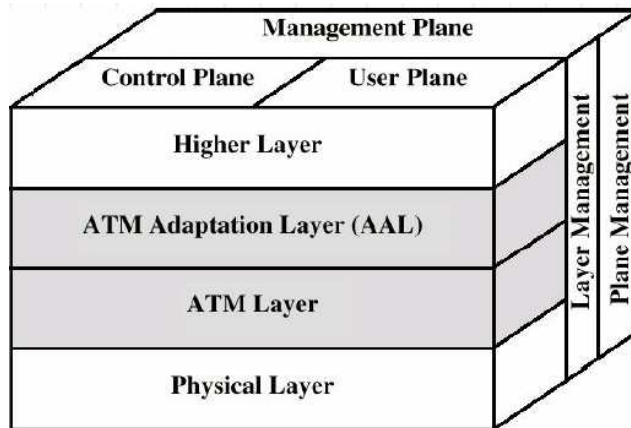 Management Plane
Control Plane
User Plane
Higher Layer
ATM Adaptation Layer (AAL)
ATM Layer
Physical Layer
Layer Management
Plane Management